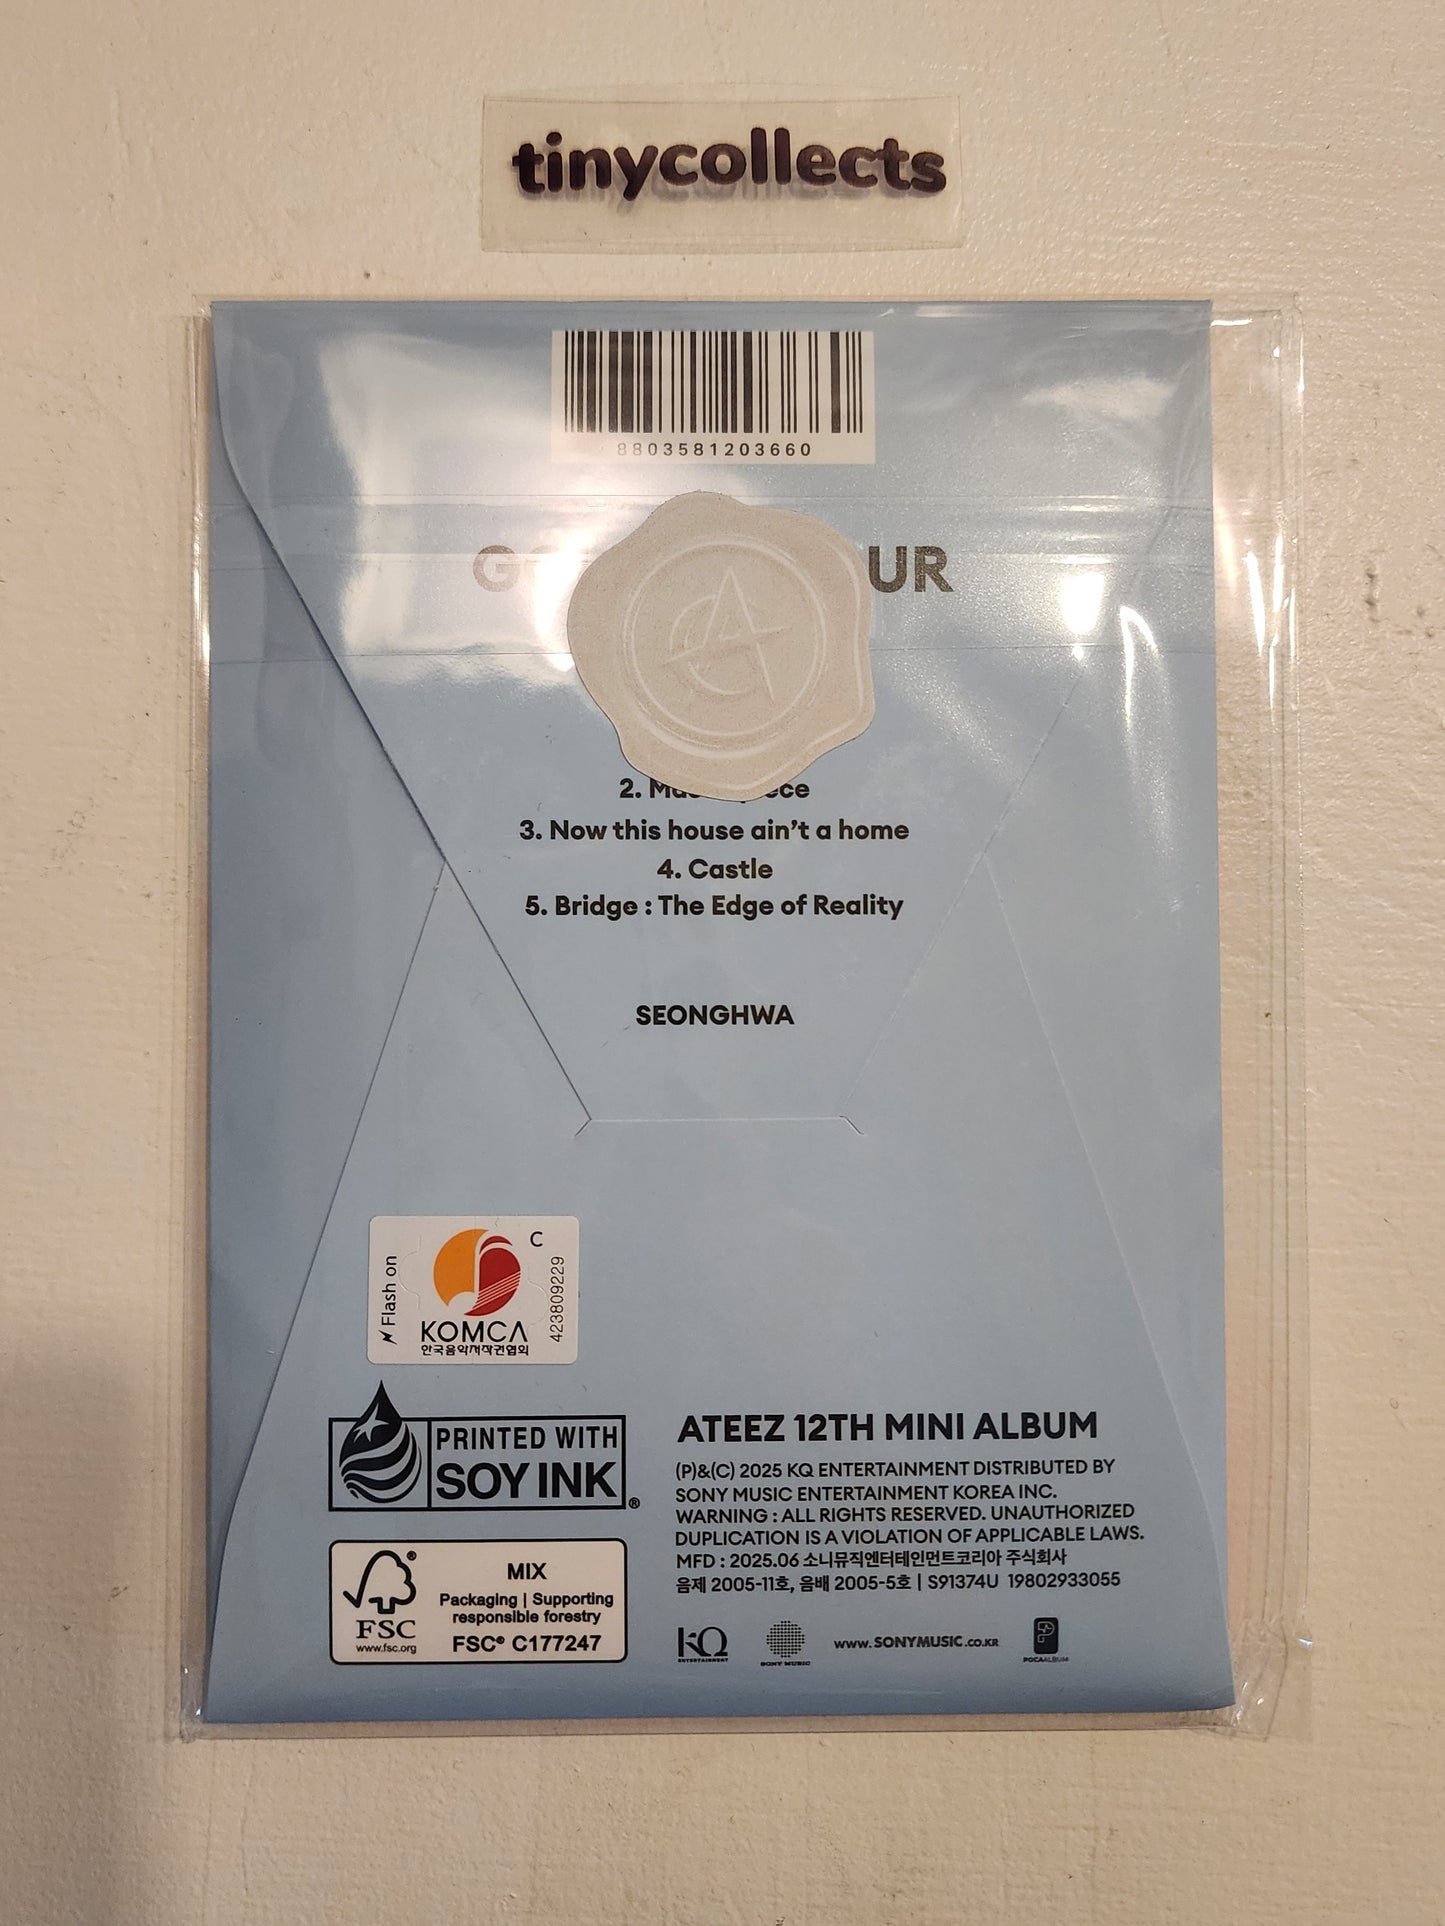 tinycollects
8803581203660
UR
2.
3. Now this house ain't a home
4. Castle
5. Bridge : The Edge of Reality
SEONGHWA
Flash on
C
423809229
KOMCA
한국음악저작권협회
PRINTED WITH
SOY INK®
FSC®
www.fsc.org
MIX
Packaging | Supporting
responsible forestry
FSC® C177247
ATEEZ 12TH MINI ALBUM
(P)&(C) 2025 KQ ENTERTAINMENT DISTRIBUTED BY
SONY MUSIC ENTERTAINMENT KOREA INC.
WARNING : ALL RIGHTS RESERVED. UNAUTHORIZED
DUPLICATION IS A VIOLATION OF APPLICABLE LAWS.
MFD : 2025.06 소니뮤직엔터테인먼트코리아 주식회사
음제 2005-11호, 음배 2005-5호 | S91374U 19802933055
KQ
ENTERTAINMENT
SONY MUSIC
www.SONYMUSIC.CO.KR
POCAALBUM